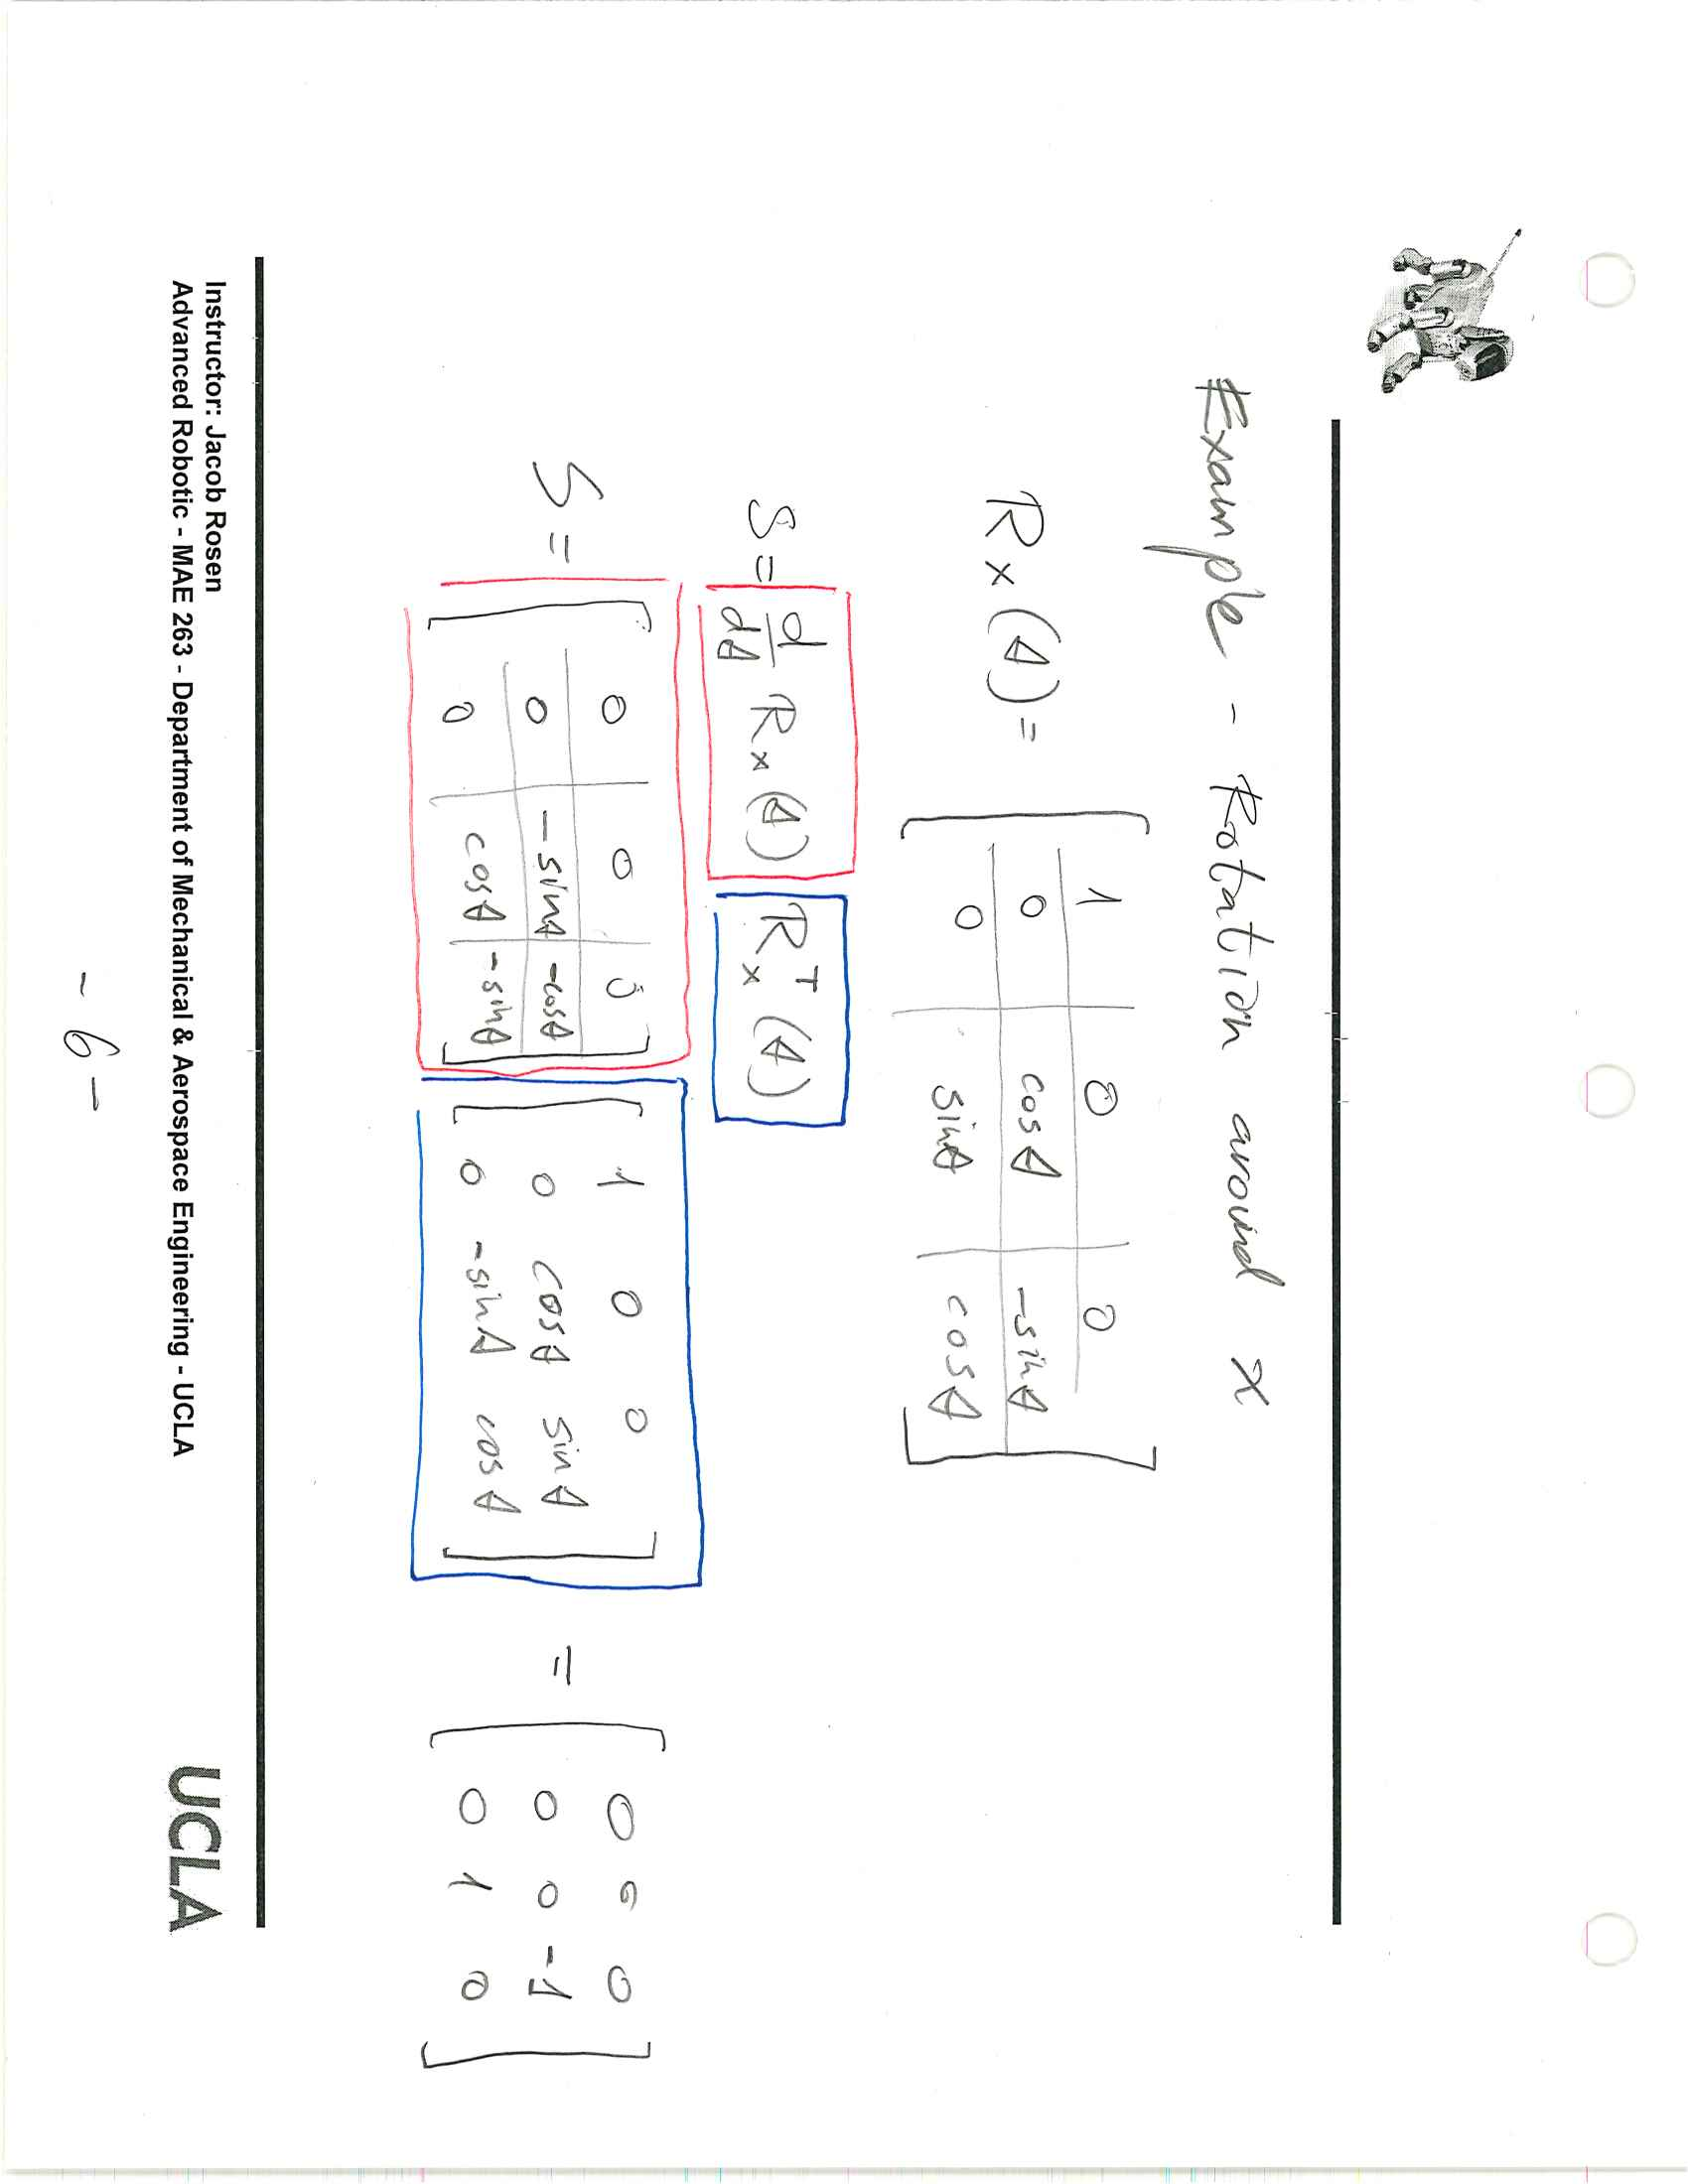 Example - Rotation around x
Rx(θ) = [ 1 0 0
0 cosθ -sinθ
0 sinθ cosθ ]
S = d/dθ Rx(θ) Rxᵀ(θ)
S = [ 0 0 0 [ 1 0 0 = [ 0 0 0
0 -sinθ -cosθ 0 cosθ sinθ 0 0 -1
0 cosθ -sinθ ] 0 -sinθ cosθ ] 0 1 0 ]
Instructor: Jacob Rosen
Advanced Robotic - MAE 263 - Department of Mechanical & Aerospace Engineering - UCLA
UCLA
- 6 -